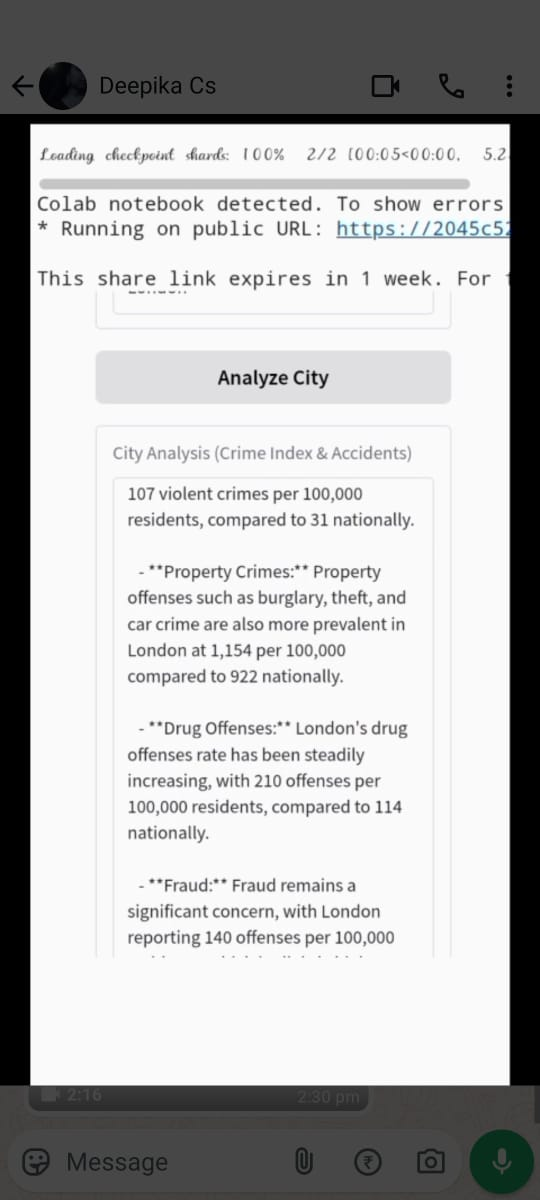 Deepika Cs
Loading checkpoint shards: 100% 2/2 [00:05<00:00, 5.2
Colab notebook detected. To show errors
* Running on public URL: https://2045c52
This share link expires in 1 week. For
London
Analyze City
City Analysis (Crime Index & Accidents)
107 violent crimes per 100,000
residents, compared to 31 nationally.
- **Property Crimes:** Property
offenses such as burglary, theft, and
car crime are also more prevalent in
London at 1,154 per 100,000
compared to 922 nationally.
- **Drug Offenses:** London's drug
offenses rate has been steadily
increasing, with 210 offenses per
100,000 residents, compared to 114
nationally.
- **Fraud:** Fraud remains a
significant concern, with London
reporting 140 offenses per 100,000
2:16
2:30 pm
Message